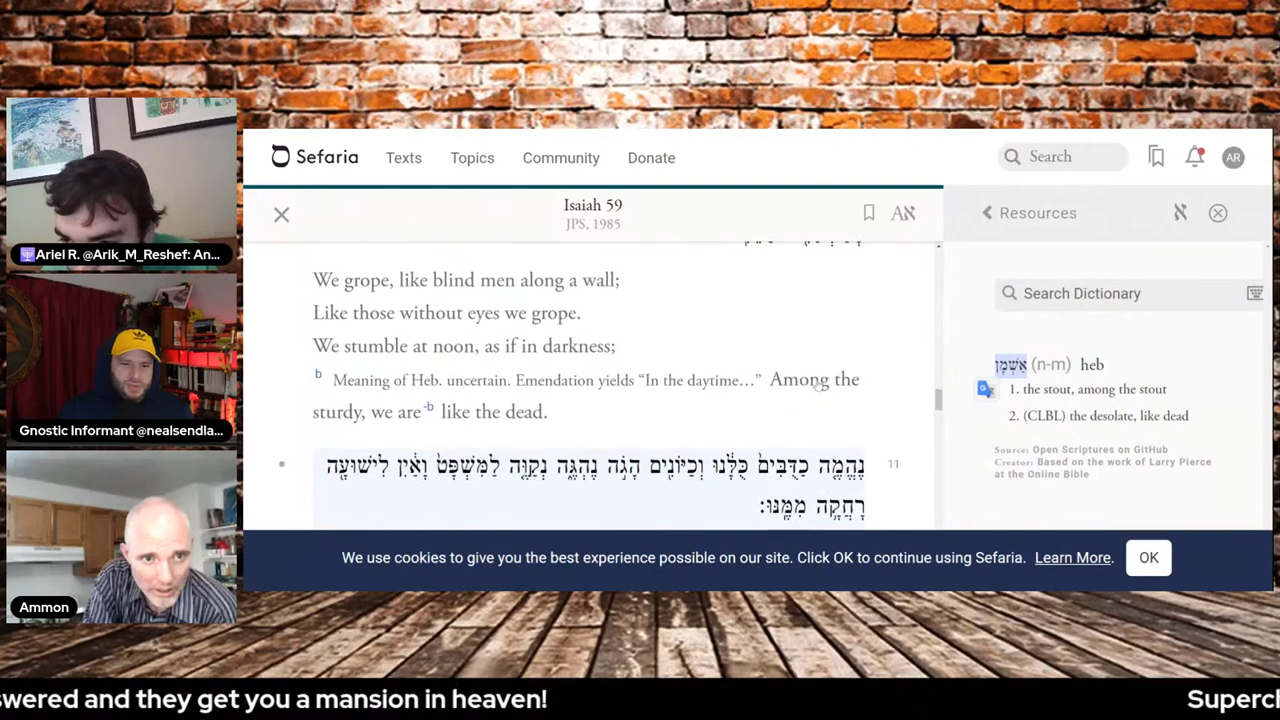 Sefaria
Texts
Topics
Community
Donate
Search
AR
Isaiah 59
JPS, 1985
Resources
We grope, like blind men along a wall;
Like those without eyes we grope.
We stumble at noon, as if in darkness;
b Meaning of Heb. uncertain. Emendation yields “In the daytime…” Among the
sturdy, we are -b like the dead.
נֶהֱמֶה כַדֻּבִּים כֻּלָּנוּ וְכַיּוֹנִים הָגֹה נֶהְגֶּה נְקַוֶּה לַמִּשְׁפָּט וָאַיִן לִישׁוּעָה
רָחֲקָה מִמֶּנּוּ׃
11
Search Dictionary
אַשְׁמָן (n-m) heb
1. the stout, among the stout
2. (CLBL) the desolate, like dead
Source: Open Scriptures on GitHub
Creator: Based on the work of Larry Pierce
at the Online Bible
We use cookies to give you the best experience possible on our site. Click OK to continue using Sefaria. Learn More.
OK
Ariel R. @Arik_M_Reshef: An...
Gnostic Informant @nealsendla...
Ammon
swered and they get you a mansion in heaven!
Superch